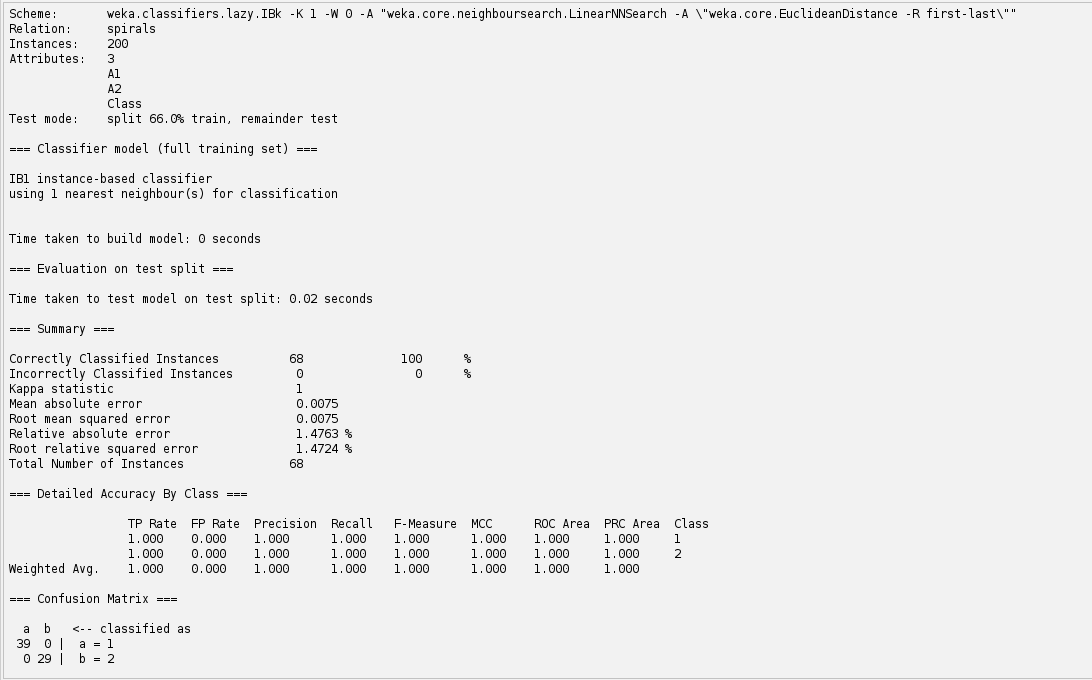 Scheme:       weka.classifiers.lazy.IBk -K 1 -W 0 -A "weka.core.neighboursearch.LinearNNSearch -A \"weka.core.EuclideanDistance -R first-last\""
Relation:     spirals
Instances:    200
Attributes:   3
              A1
              A2
              Class
Test mode:    split 66.0% train, remainder test
=== Classifier model (full training set) ===
IB1 instance-based classifier
using 1 nearest neighbour(s) for classification
Time taken to build model: 0 seconds
=== Evaluation on test split ===
Time taken to test model on test split: 0.02 seconds
=== Summary ===
Correctly Classified Instances          68              100      %
Incorrectly Classified Instances         0                0      %
Kappa statistic                          1
Mean absolute error                      0.0075
Root mean squared error                  0.0075
Relative absolute error                  1.4763 %
Root relative squared error              1.4724 %
Total Number of Instances               68
=== Detailed Accuracy By Class ===
                 TP Rate  FP Rate  Precision  Recall   F-Measure  MCC      ROC Area  PRC Area  Class
                 1.000    0.000    1.000      1.000    1.000      1.000    1.000     1.000     1
                 1.000    0.000    1.000      1.000    1.000      1.000    1.000     1.000     2
Weighted Avg.    1.000    0.000    1.000      1.000    1.000      1.000    1.000     1.000
=== Confusion Matrix ===
  a  b   <-- classified as
 39  0 |  a = 1
  0 29 |  b = 2